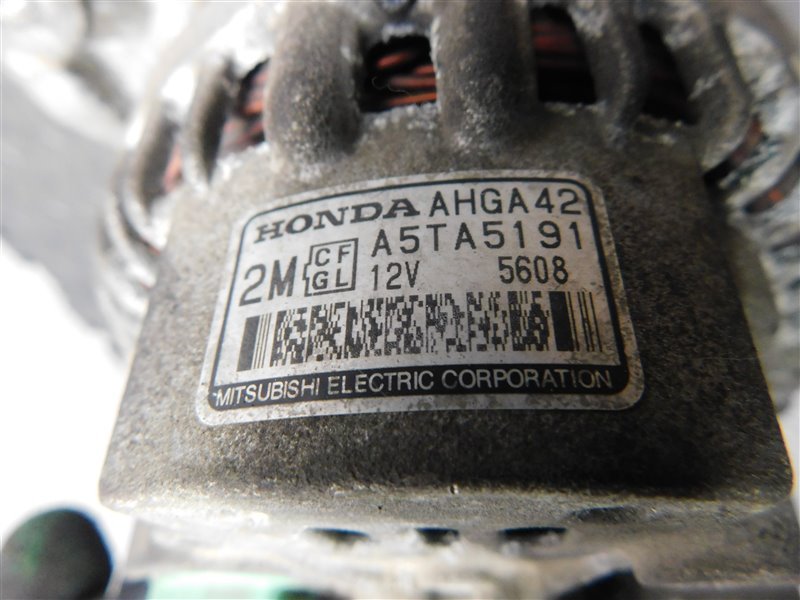 HONDA AHGA42
A5TA5191
2M CF GL 12V 5608
MITSUBISHI ELECTRIC CORPORATION